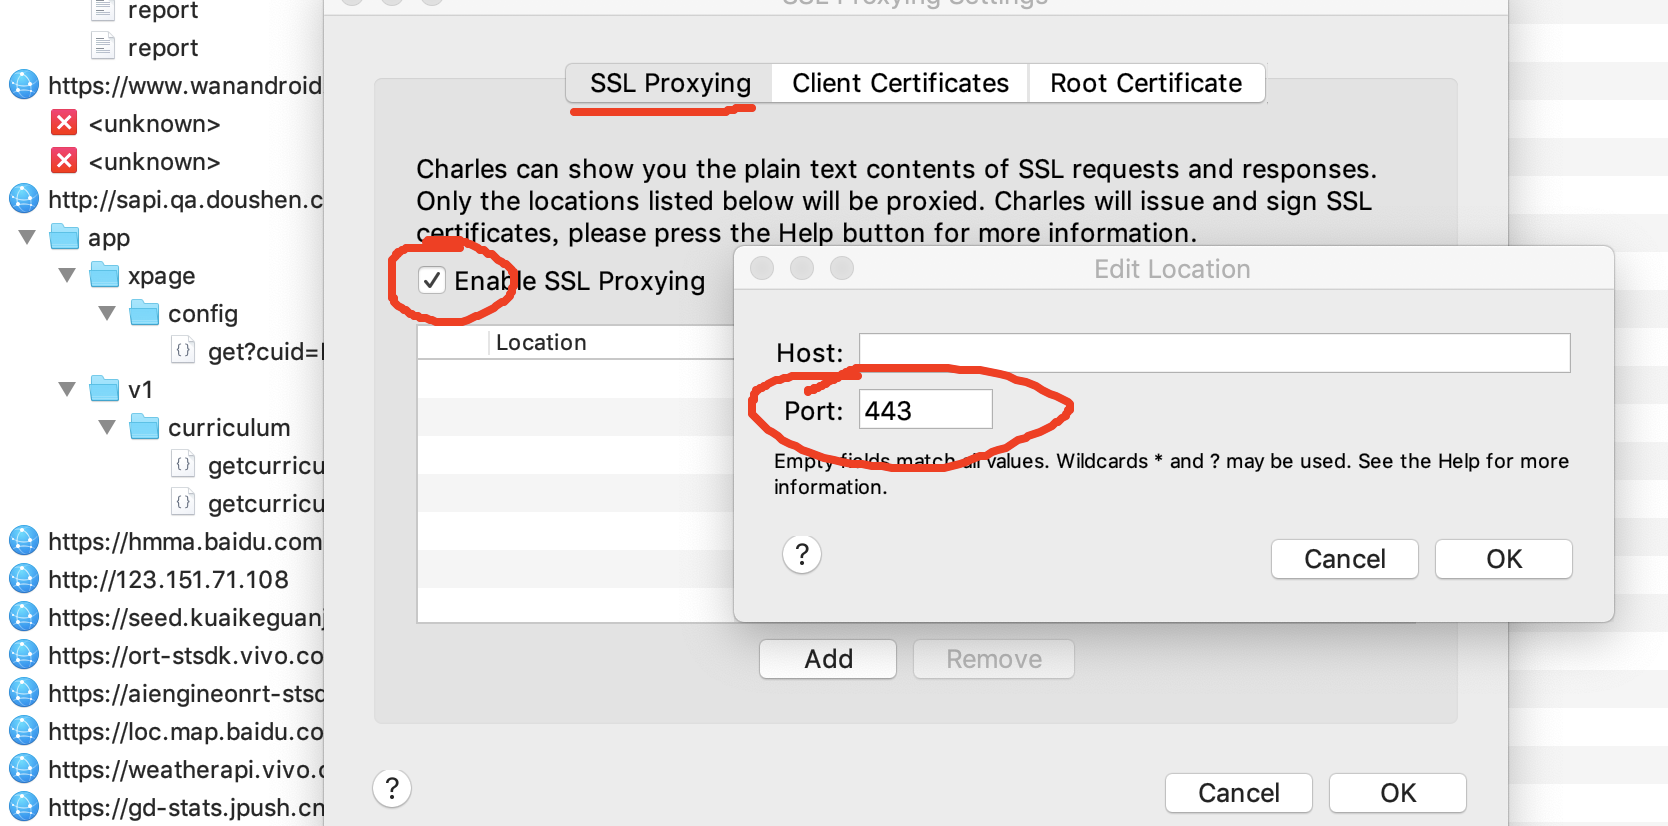 report
report
https://www.wanandroid
<unknown>
<unknown>
http://sapi.qa.doushen.c
app
xpage
config
get?cuid=
v1
curriculum
getcurricu
getcurricu
https://hmma.baidu.com
http://123.151.71.108
https://seed.kuaikeguanj
https://ort-stsdk.vivo.co
https://aiengineonrt-stsd
https://loc.map.baidu.co
https://weatherapi.vivo.c
https://gd-stats.jpush.cn
SSL Proxying Settings
SSL Proxying
Client Certificates
Root Certificate
Charles can show you the plain text contents of SSL requests and responses.
Only the locations listed below will be proxied. Charles will issue and sign SSL
certificates, please press the Help button for more information.
Enable SSL Proxying
Location
Edit Location
Host:
Port: 443
Empty fields match all values. Wildcards * and ? may be used. See the Help for more
information.
?
Cancel
OK
Add
Remove
?
Cancel
OK